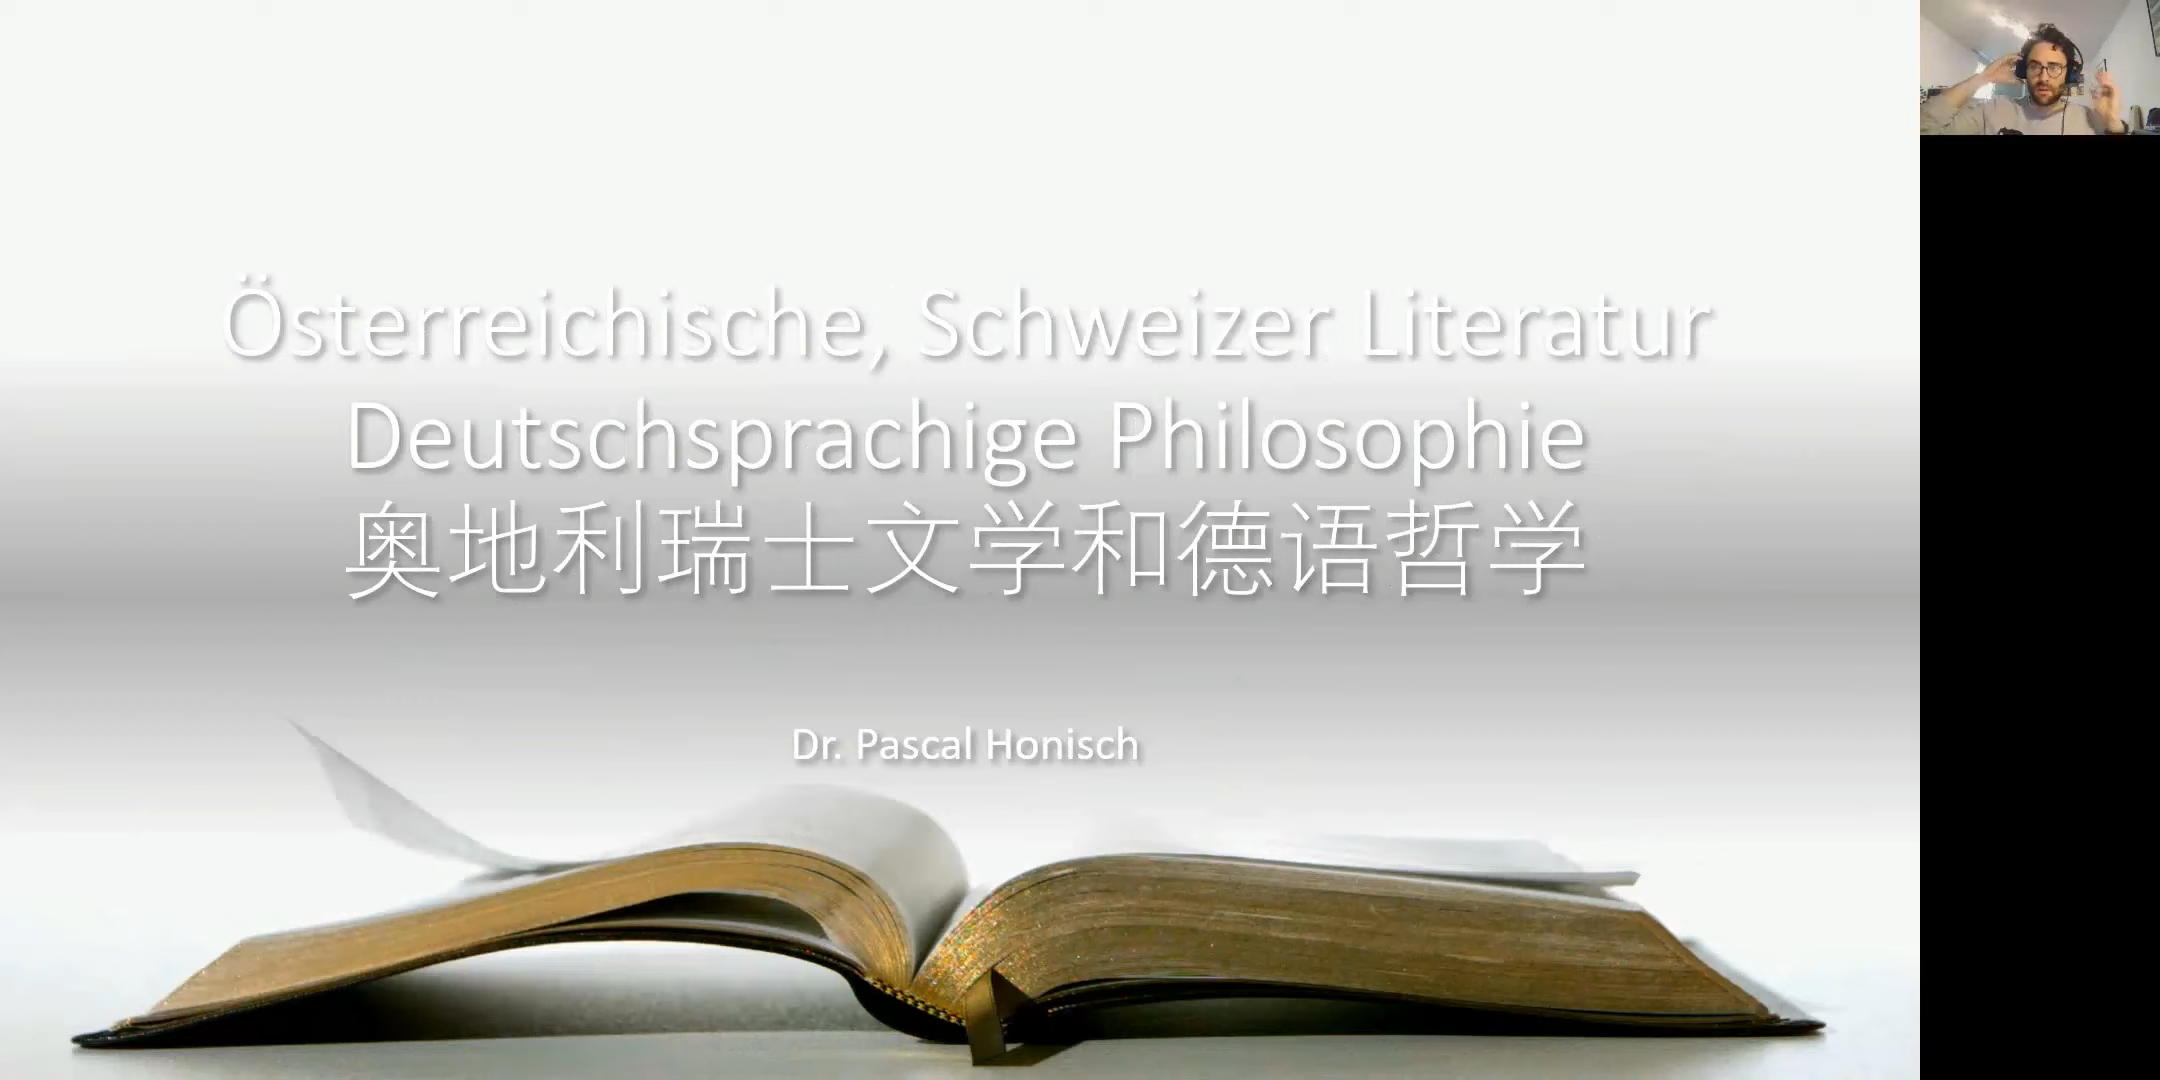 Österreichische, Schweizer Literatur
Deutschsprachige Philosophie
奥地利瑞士文学和德语哲学
Dr. Pascal Honisch